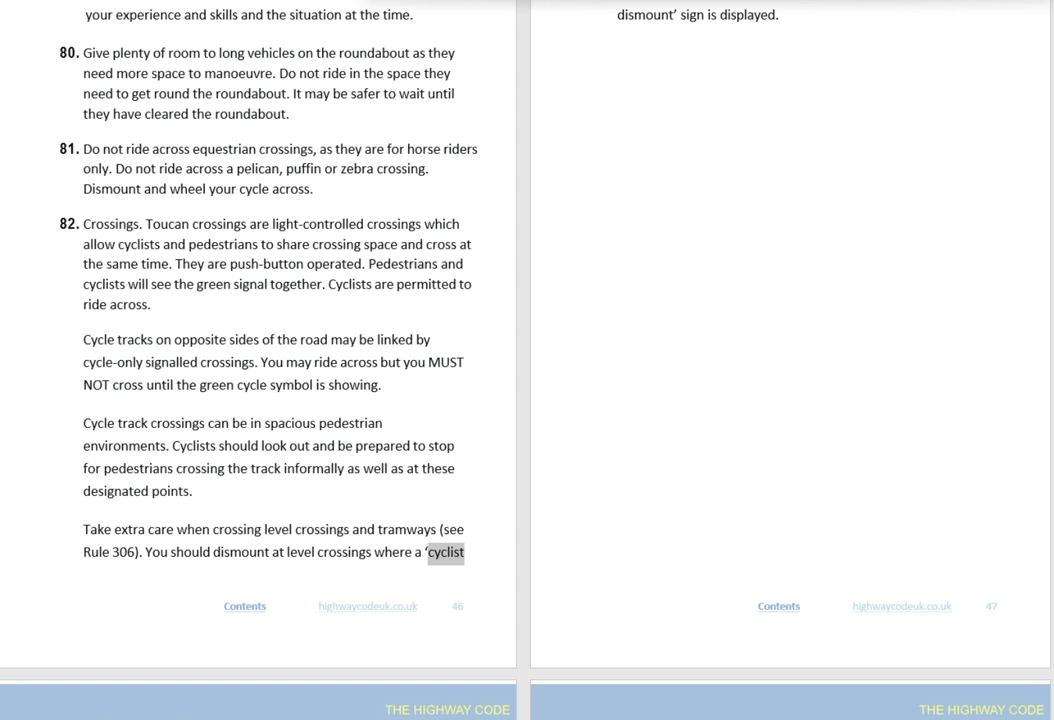 your experience and skills and the situation at the time.
80. Give plenty of room to long vehicles on the roundabout as they
need more space to manoeuvre. Do not ride in the space they
need to get round the roundabout. It may be safer to wait until
they have cleared the roundabout.
81. Do not ride across equestrian crossings, as they are for horse riders
only. Do not ride across a pelican, puffin or zebra crossing.
Dismount and wheel your cycle across.
82. Crossings. Toucan crossings are light-controlled crossings which
allow cyclists and pedestrians to share crossing space and cross at
the same time. They are push-button operated. Pedestrians and
cyclists will see the green signal together. Cyclists are permitted to
ride across.
Cycle tracks on opposite sides of the road may be linked by
cycle-only signalled crossings. You may ride across but you MUST
NOT cross until the green cycle symbol is showing.
Cycle track crossings can be in spacious pedestrian
environments. Cyclists should look out and be prepared to stop
for pedestrians crossing the track informally as well as at these
designated points.
Take extra care when crossing level crossings and tramways (see
Rule 306). You should dismount at level crossings where a ‘cyclist
Contents highwaycodeuk.co.uk 46
THE HIGHWAY CODE
dismount’ sign is displayed.
Contents highwaycodeuk.co.uk 47
THE HIGHWAY CODE